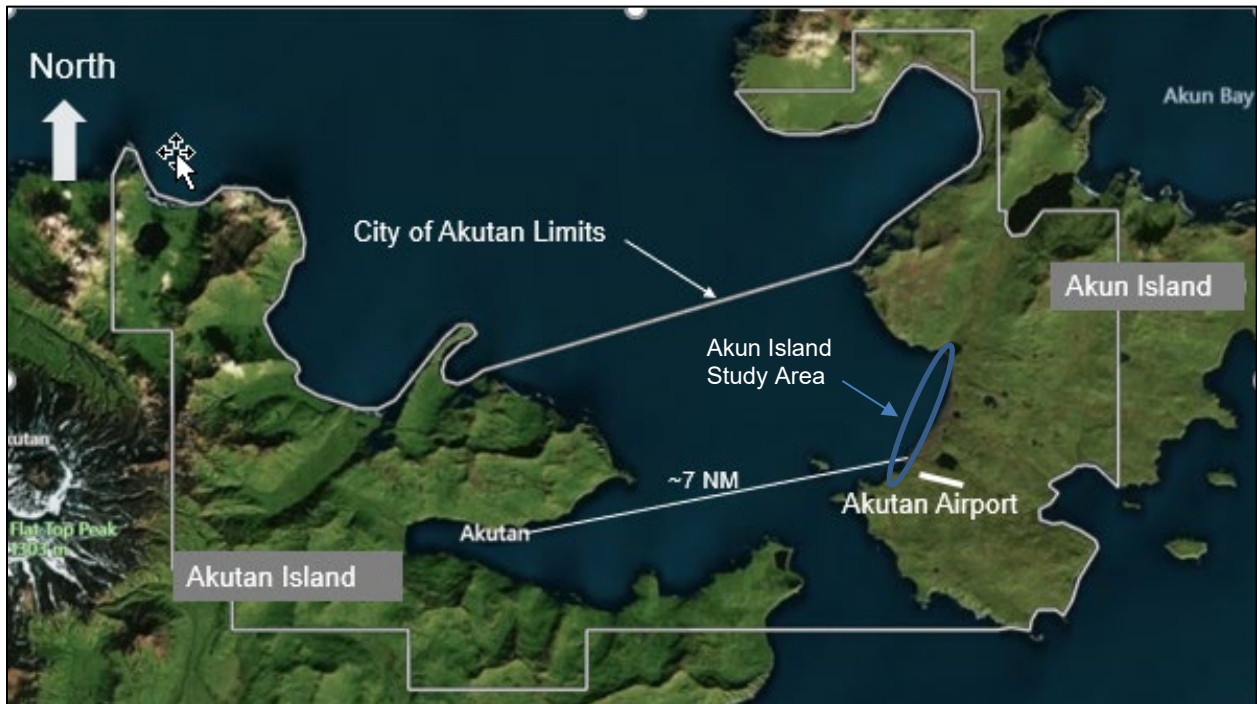 North
Akun Bay
City of Akutan Limits
Akun Island
Akun Island
Study Area
~7 NM
Akutan Airport
Akutan
Flat Top Peak
1303 m
Akutan Island